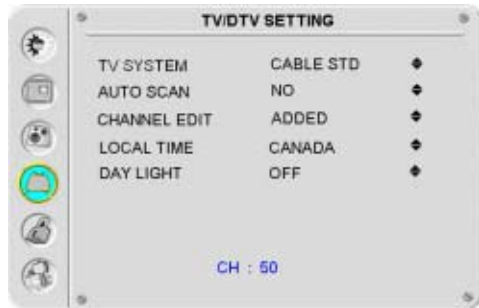 TV/DTV SETTING
TV SYSTEM CABLE STD
AUTO SCAN NO
CHANNEL EDIT ADDED
LOCAL TIME CANADA
DAY LIGHT OFF
CH : 50